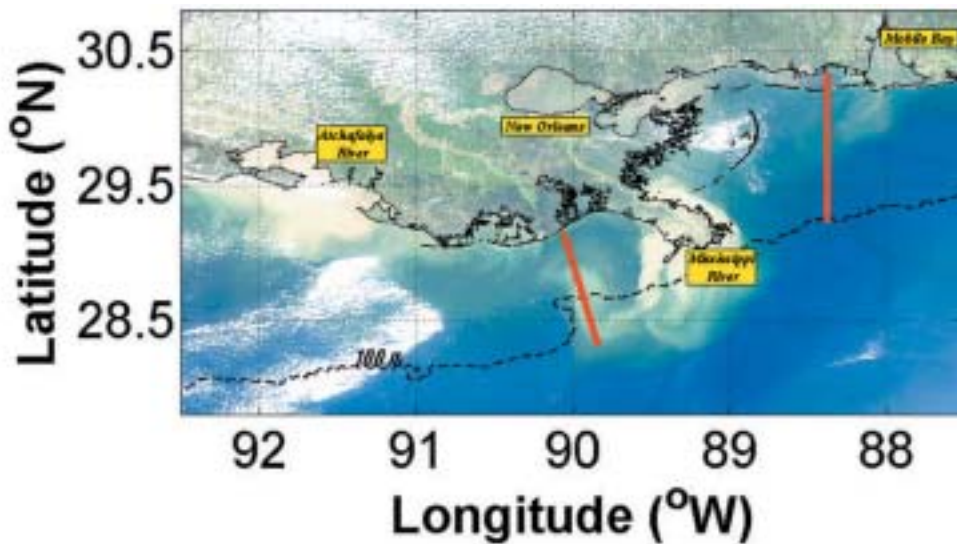 Latitude (°N)
30.5
29.5
28.5
Mobile Bay
New Orleans
Atchafalya
River
Mississippi
River
100 m
92 91 90 89 88
Longitude (°W)